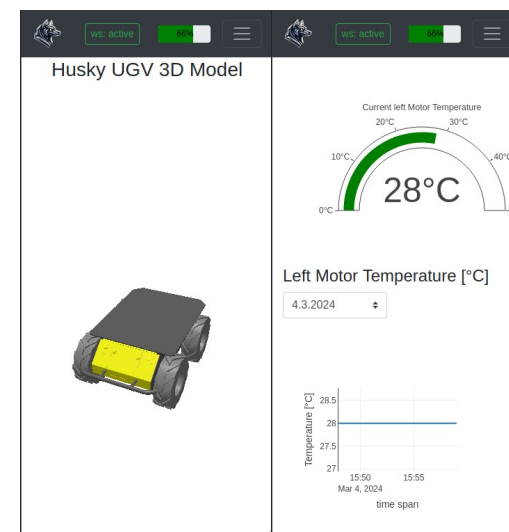 ws: active
66%
Husky UGV 3D Model
ws: active
66%
Current left Motor Temperature
20°C
30°C
10°C
40°C
0°C
28°C
Left Motor Temperature [°C]
4.3.2024
Temperature [°C]
28.5
28
27.5
27
15:50
15:55
Mar 4, 2024
time span